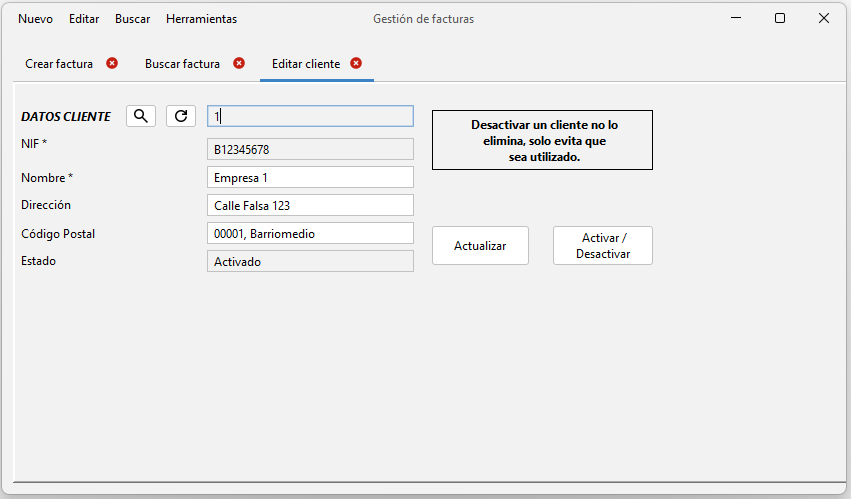 Nuevo Editar Buscar Herramientas Gestión de facturas
Crear factura Buscar factura Editar cliente
DATOS CLIENTE 1
NIF * B12345678
Nombre * Empresa 1
Dirección Calle Falsa 123
Código Postal 00001, Barriomedio
Estado Activado
Desactivar un cliente no lo
elimina, solo evita que
sea utilizado.
Actualizar
Activar /
Desactivar